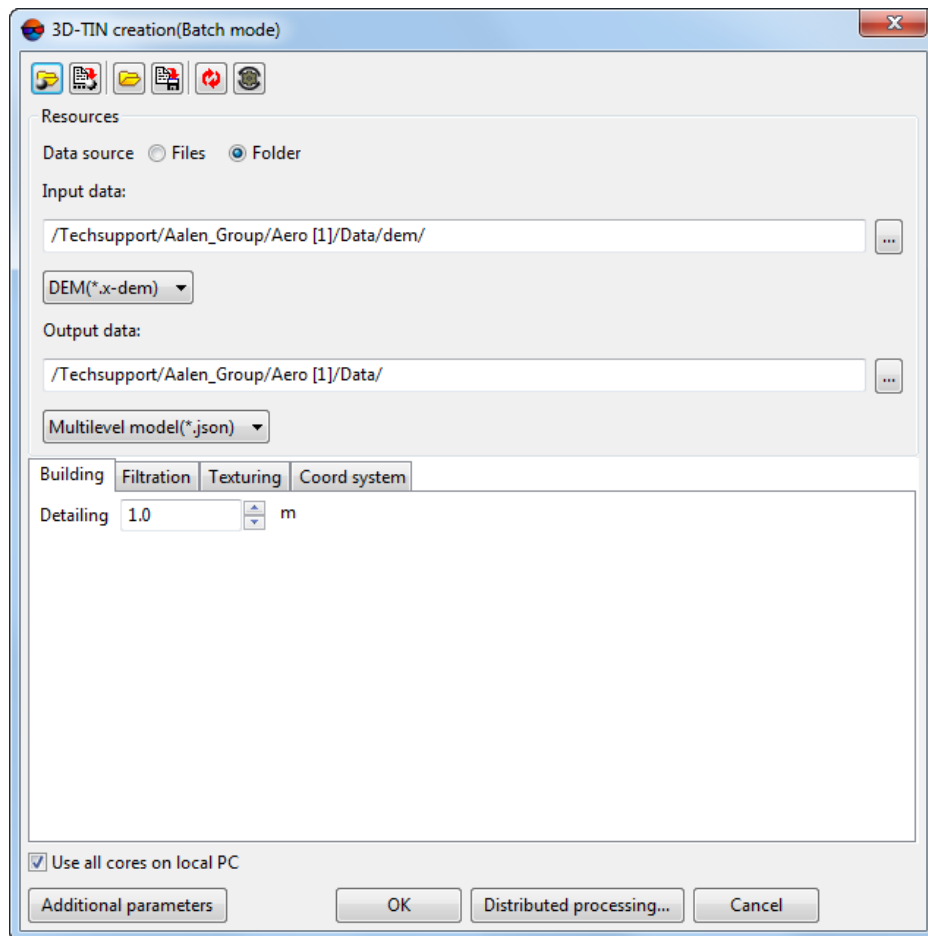 3D-TIN creation(Batch mode)
Resources
Data source Files Folder
Input data:
/Techsupport/Aalen_Group/Aero [1]/Data/dem/
...
DEM(*.x-dem)
Output data:
/Techsupport/Aalen_Group/Aero [1]/Data/
...
Multilevel model(*.json)
Building Filtration Texturing Coord system
Detailing 1.0 m
Use all cores on local PC
Additional parameters OK Distributed processing... Cancel